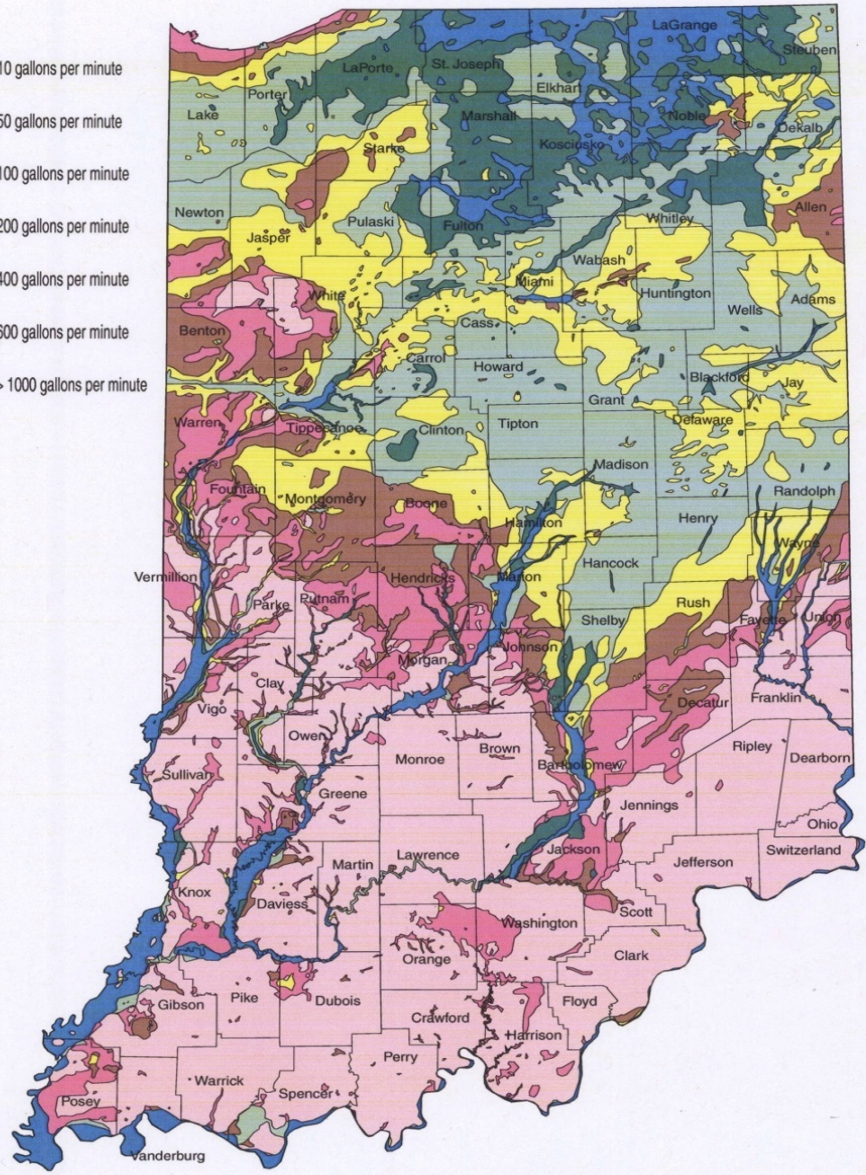 10 gallons per minute
50 gallons per minute
100 gallons per minute
200 gallons per minute
400 gallons per minute
600 gallons per minute
> 1000 gallons per minute
LaGrange
Steuben
LaPorte
St. Joseph
Elkhart
Porter
Lake
Marshall
Noble
Dekalb
Starke
Kosciusko
Newton
Pulaski
Fulton
Whitley
Allen
Jasper
Wabash
White
Miami
Huntington
Wells
Adams
Benton
Cass
Carrol
Howard
Blackford
Jay
Grant
Warren
Tippecanoe
Clinton
Tipton
Delaware
Madison
Fountain
Montgomery
Boone
Randolph
Hamilton
Henry
Wayne
Vermillion
Hendricks
Marion
Hancock
Parke
Putnam
Rush
Fayette
Union
Shelby
Johnson
Morgan
Clay
Vigo
Franklin
Decatur
Owen
Monroe
Brown
Ripley
Dearborn
Bartholomew
Sullivan
Greene
Jennings
Ohio
Switzerland
Jackson
Martin
Lawrence
Jefferson
Knox
Daviess
Scott
Washington
Orange
Clark
Gibson
Pike
Dubois
Floyd
Crawford
Harrison
Perry
Warrick
Spencer
Posey
Vanderburg